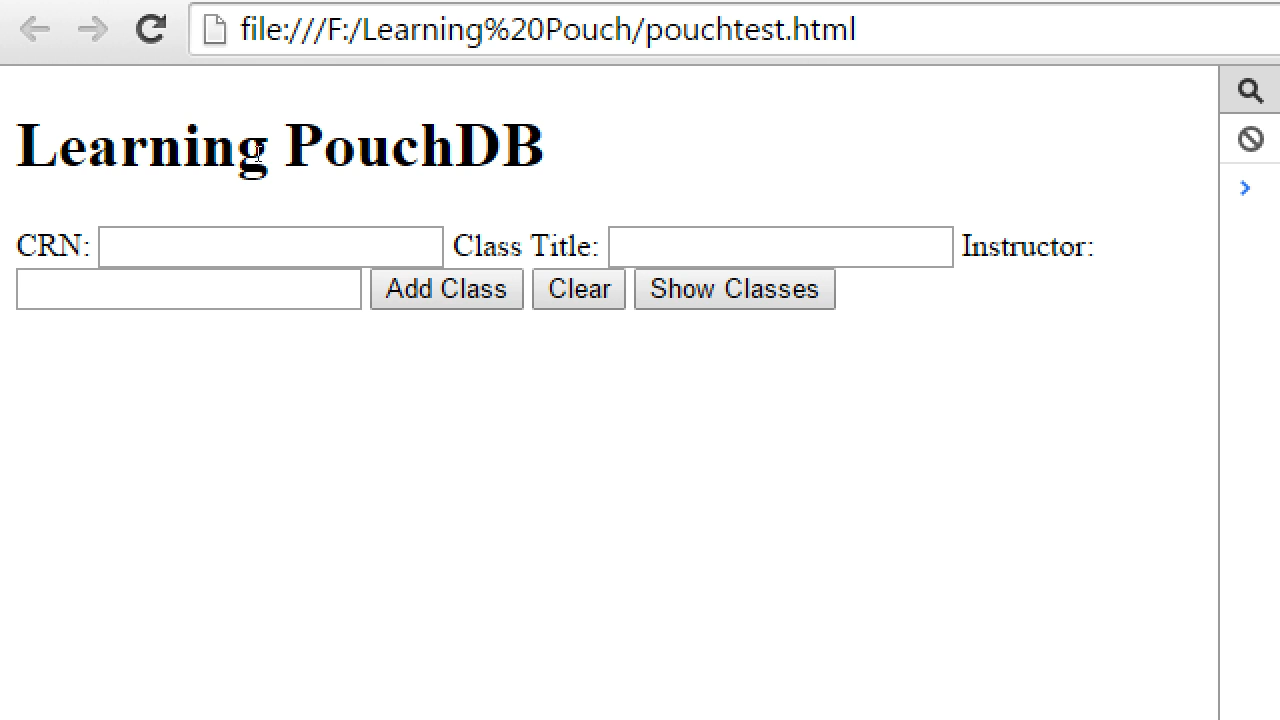 file:///F:/Learning%20Pouch/pouchtest.html
Learning PouchDB
CRN: Class Title: Instructor:
Add Class Clear Show Classes